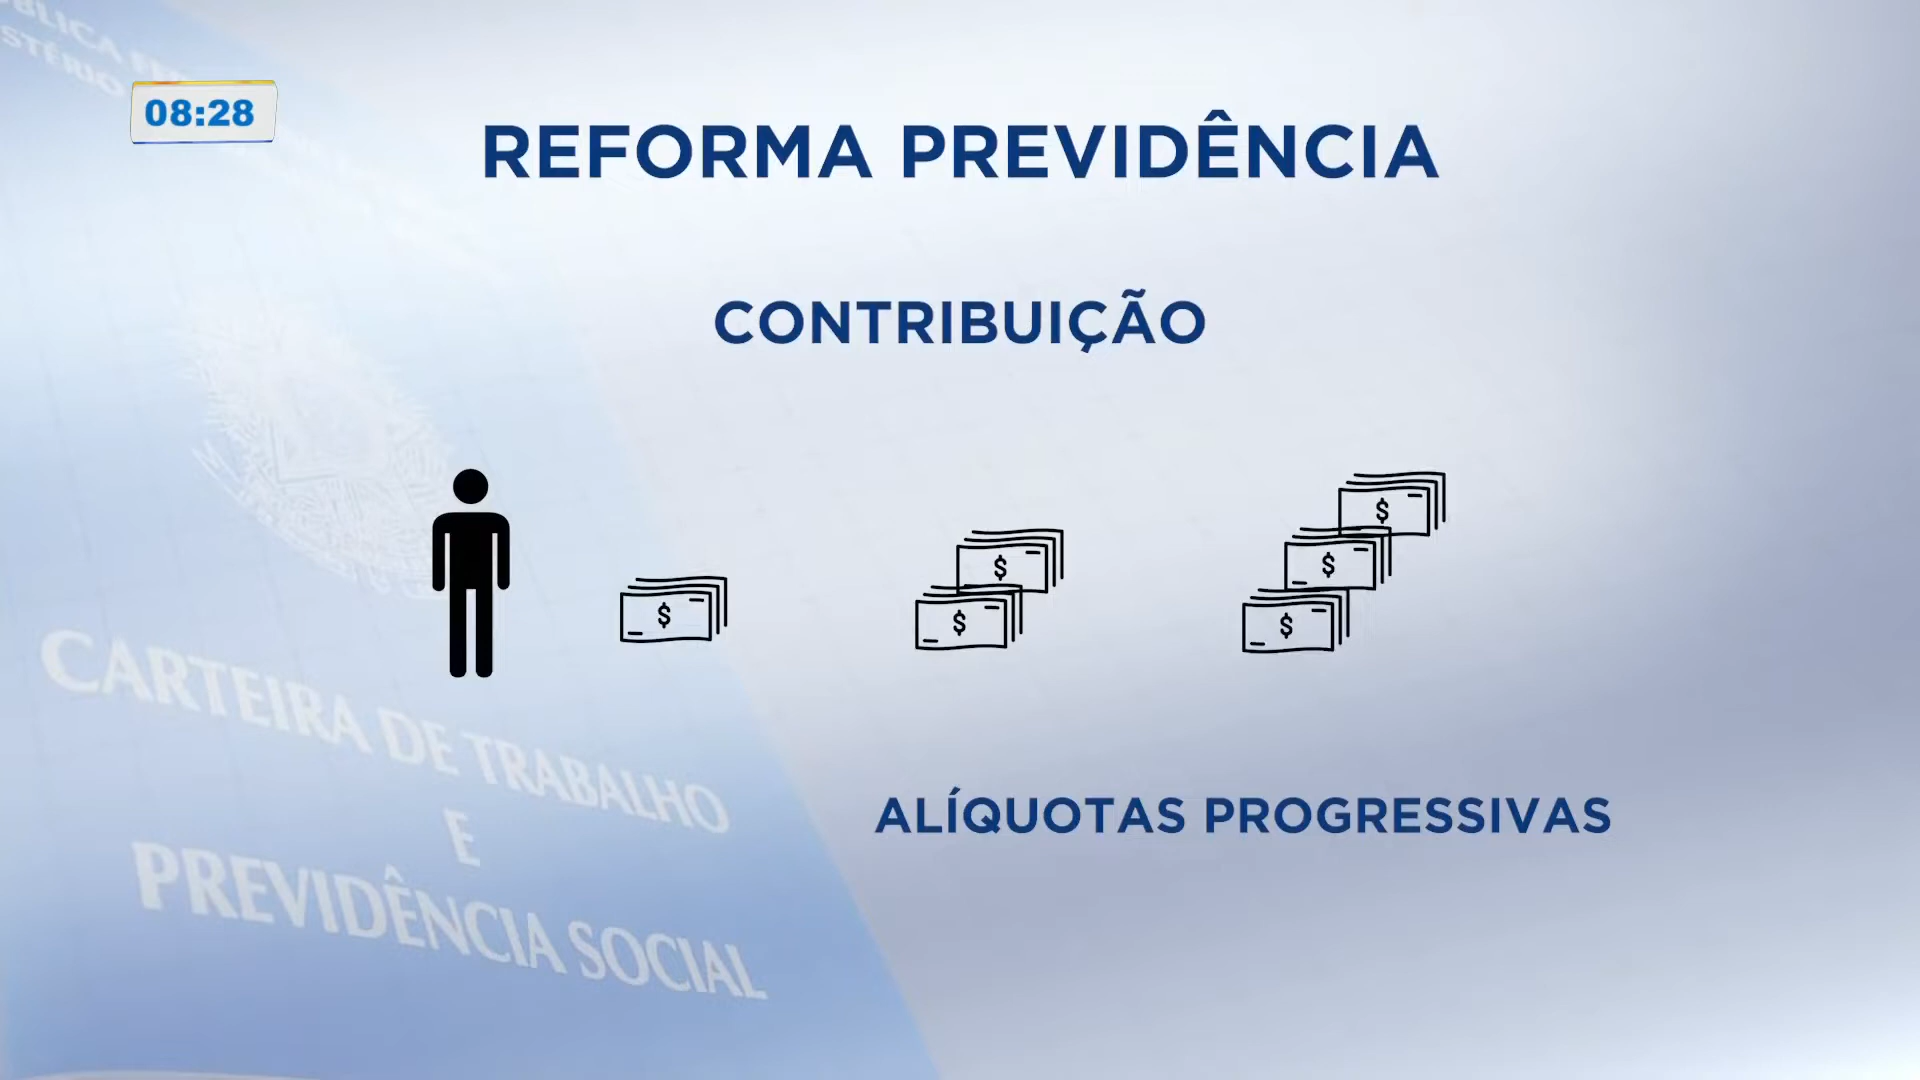 08:28
REFORMA PREVIDÊNCIA
CONTRIBUIÇÃO
$
$
$
$
$
$
ALÍQUOTAS PROGRESSIVAS
CARTEIRA DE TRABALHO
E
PREVIDÊNCIA SOCIAL